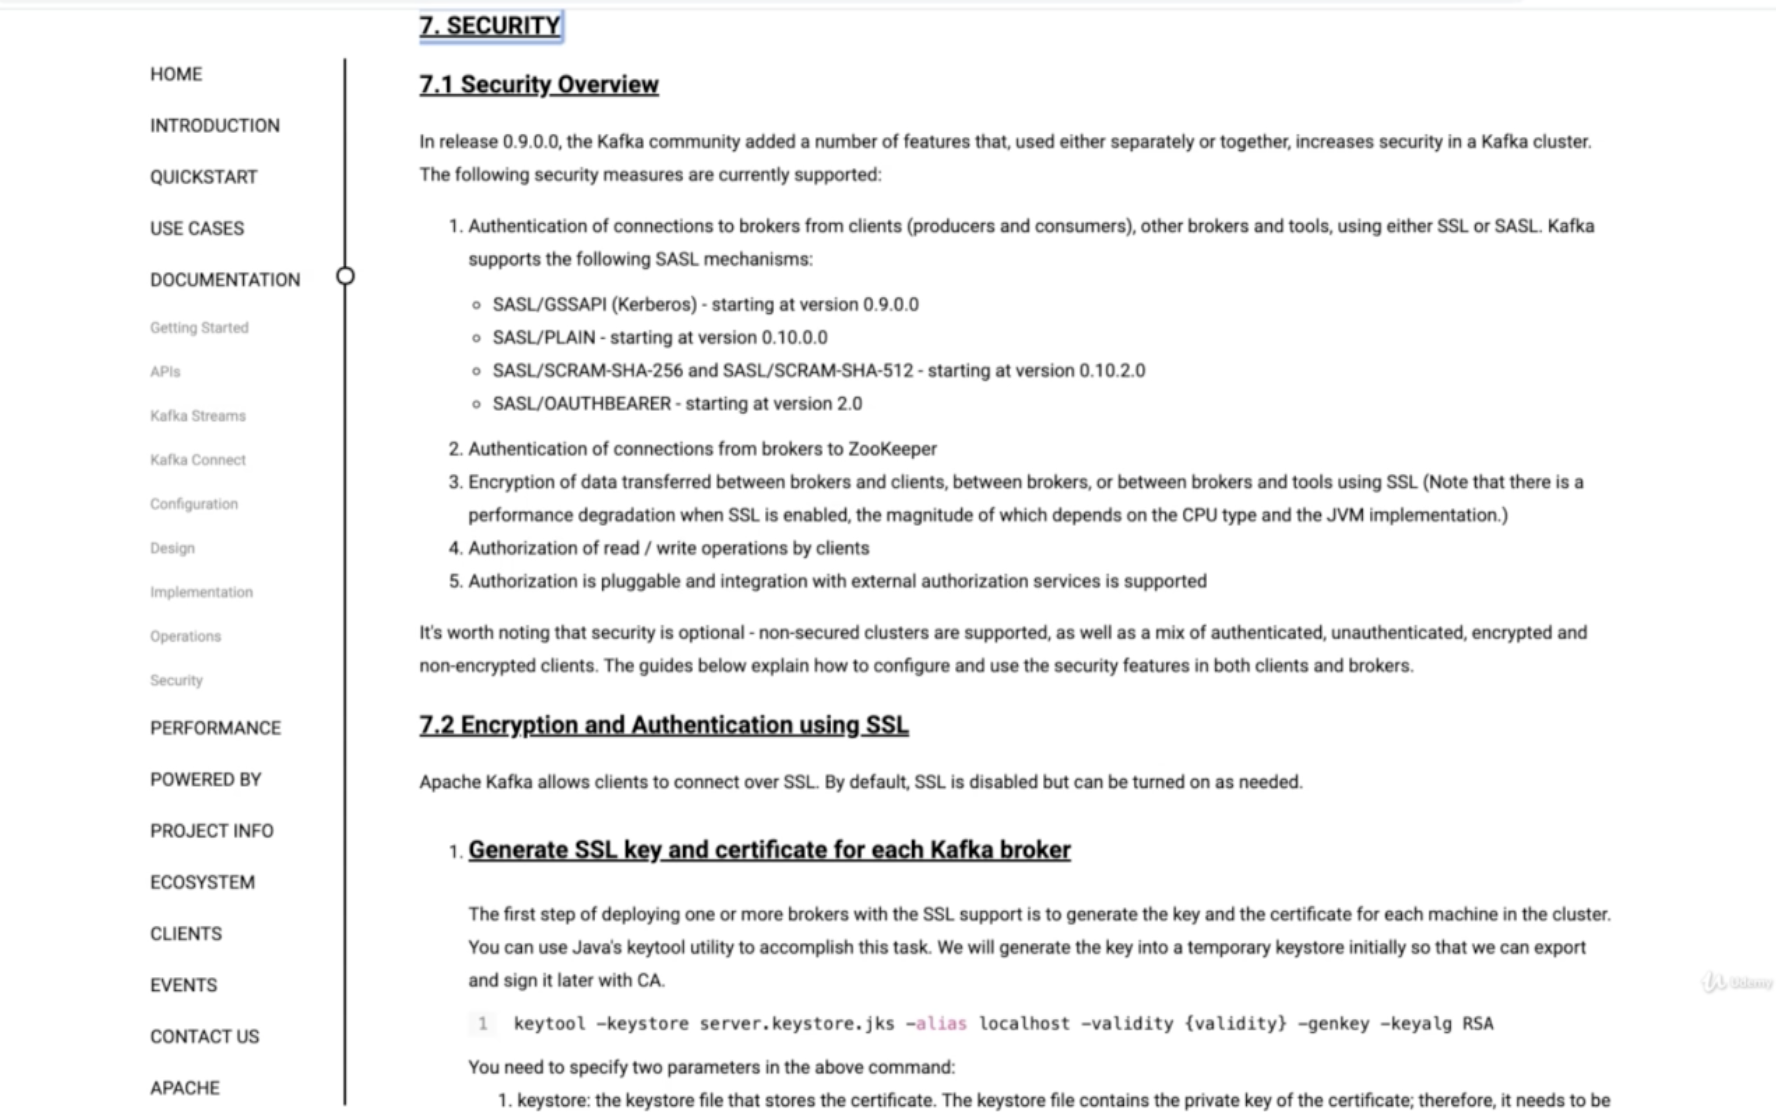 7. SECURITY
HOME
INTRODUCTION
QUICKSTART
USE CASES
DOCUMENTATION
Getting Started
APIs
Kafka Streams
Kafka Connect
Configuration
Design
Implementation
Operations
Security
PERFORMANCE
POWERED BY
PROJECT INFO
ECOSYSTEM
CLIENTS
EVENTS
CONTACT US
APACHE
7.1 Security Overview
In release 0.9.0.0, the Kafka community added a number of features that, used either separately or together, increases security in a Kafka cluster.
The following security measures are currently supported:
1. Authentication of connections to brokers from clients (producers and consumers), other brokers and tools, using either SSL or SASL. Kafka
supports the following SASL mechanisms:
SASL/GSSAPI (Kerberos) - starting at version 0.9.0.0
SASL/PLAIN - starting at version 0.10.0.0
SASL/SCRAM-SHA-256 and SASL/SCRAM-SHA-512 - starting at version 0.10.2.0
SASL/OAUTHBEARER - starting at version 2.0
2. Authentication of connections from brokers to ZooKeeper
3. Encryption of data transferred between brokers and clients, between brokers, or between brokers and tools using SSL (Note that there is a
performance degradation when SSL is enabled, the magnitude of which depends on the CPU type and the JVM implementation.)
4. Authorization of read / write operations by clients
5. Authorization is pluggable and integration with external authorization services is supported
It's worth noting that security is optional - non-secured clusters are supported, as well as a mix of authenticated, unauthenticated, encrypted and
non-encrypted clients. The guides below explain how to configure and use the security features in both clients and brokers.
7.2 Encryption and Authentication using SSL
Apache Kafka allows clients to connect over SSL. By default, SSL is disabled but can be turned on as needed.
1. Generate SSL key and certificate for each Kafka broker
The first step of deploying one or more brokers with the SSL support is to generate the key and the certificate for each machine in the cluster.
You can use Java's keytool utility to accomplish this task. We will generate the key into a temporary keystore initially so that we can export
and sign it later with CA.
1 keytool -keystore server.keystore.jks -alias localhost -validity {validity} -genkey -keyalg RSA
You need to specify two parameters in the above command:
1. keystore: the keystore file that stores the certificate. The keystore file contains the private key of the certificate; therefore, it needs to be
Udemy